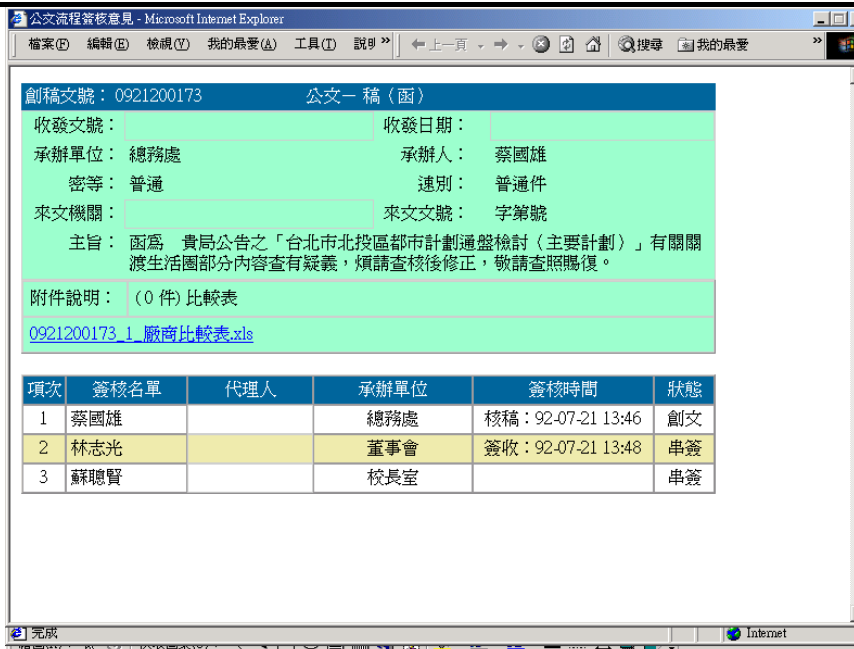 公文流程簽核意見 - Microsoft Internet Explorer
檔案(F) 編輯(E) 檢視(V) 我的最愛(A) 工具(T) 說明 » 上一頁 搜尋 我的最愛 »
創稿文號：0921200173 公文－ 稿（函）
收發文號： 收發日期：
承辦單位： 總務處 承辦人： 蔡國雄
密等： 普通 速別： 普通件
來文機關： 來文文號： 字第號
主旨： 函為 貴局公告之「台北市北投區都市計劃通盤檢討（主要計劃）」有關關
渡生活圈部分內容查有疑義，煩請查核後修正，敬請查照賜復。
附件說明： (0 件) 比較表
0921200173_1_廠商比較表.xls
項次 簽核名單 代理人 承辦單位 簽核時間 狀態
1 蔡國雄 總務處 核稿：92-07-21 13:46 創文
2 林志光 董事會 簽收：92-07-21 13:48 串簽
3 蘇聰賢 校長室 串簽
完成 Internet